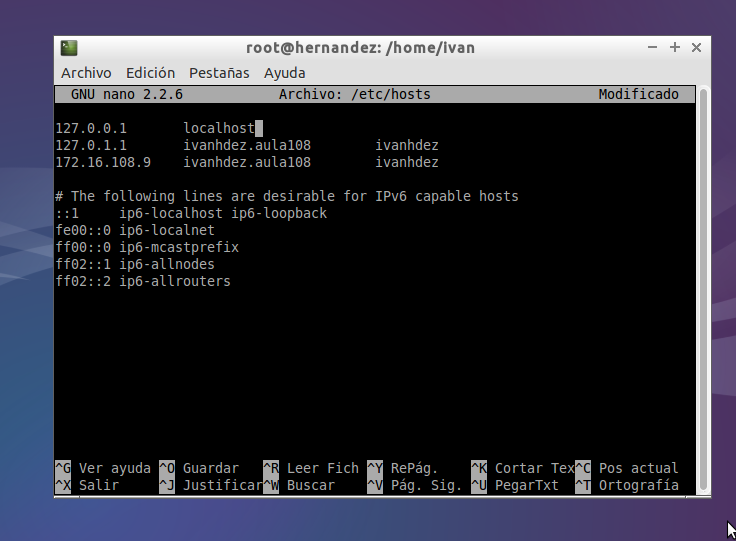 root@hernandez: /home/ivan
Archivo Edición Pestañas Ayuda
GNU nano 2.2.6 Archivo: /etc/hosts Modificado
127.0.0.1 localhost
127.0.1.1 ivanhdez.aula108 ivanhdez
172.16.108.9 ivanhdez.aula108 ivanhdez
# The following lines are desirable for IPv6 capable hosts
::1 ip6-localhost ip6-loopback
fe00::0 ip6-localnet
ff00::0 ip6-mcastprefix
ff02::1 ip6-allnodes
ff02::2 ip6-allrouters
^G Ver ayuda ^O Guardar ^R Leer Fich ^Y RePág. ^K Cortar Tex^C Pos actual
^X Salir ^J Justificar^W Buscar ^V Pág. Sig. ^U PegarTxt ^T Ortografía